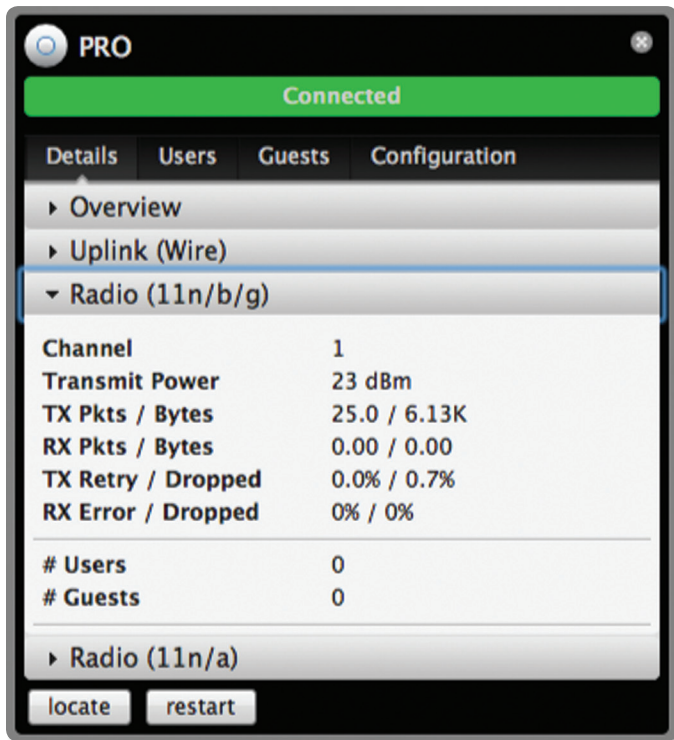 PRO
Connected
Details Users Guests Configuration
Overview
Uplink (Wire)
Radio (11n/b/g)
Channel 1
Transmit Power 23 dBm
TX Pkts / Bytes 25.0 / 6.13K
RX Pkts / Bytes 0.00 / 0.00
TX Retry / Dropped 0.0% / 0.7%
RX Error / Dropped 0% / 0%
# Users 0
# Guests 0
Radio (11n/a)
locate restart